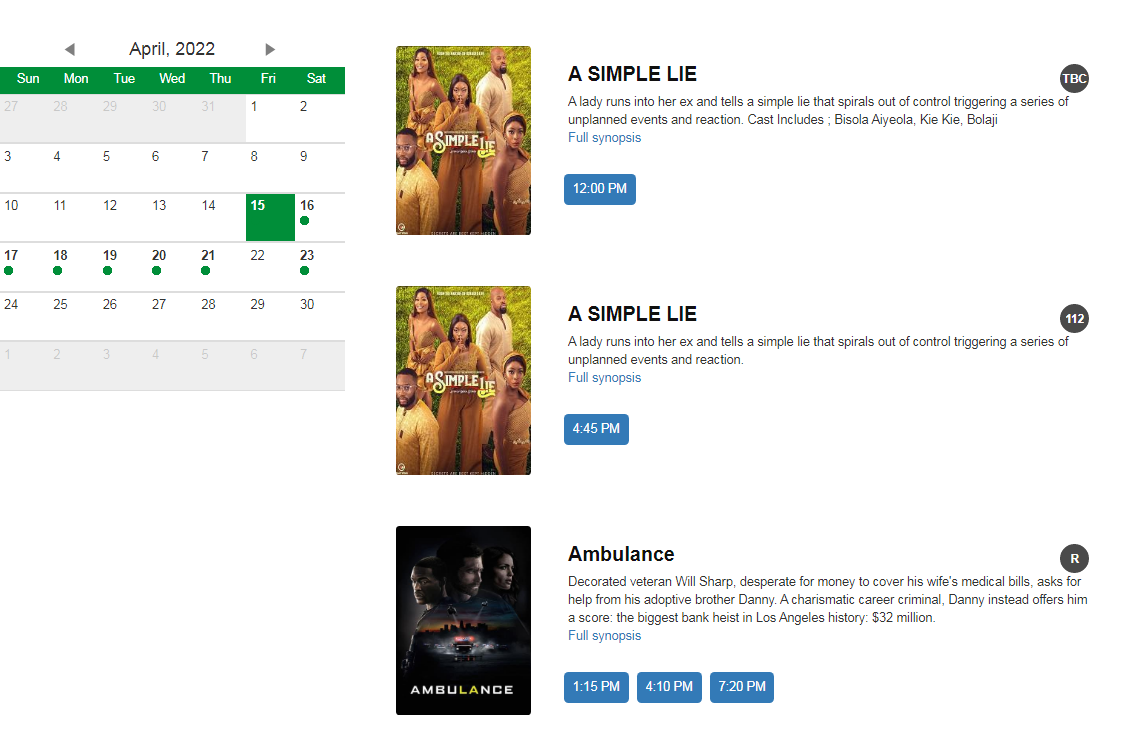 April, 2022
Sun Mon Tue Wed Thu Fri Sat
27 28 29 30 31 1 2
3 4 5 6 7 8 9
10 11 12 13 14 15 16
17 18 19 20 21 22 23
24 25 26 27 28 29 30
1 2 3 4 5 6 7
A SIMPLE LIE
A SIMPLE LIE
TBC
A lady runs into her ex and tells a simple lie that spirals out of control triggering a series of
unplanned events and reaction. Cast Includes ; Bisola Aiyeola, Kie Kie, Bolaji
Full synopsis
12:00 PM
A SIMPLE LIE
A SIMPLE LIE
112
A lady runs into her ex and tells a simple lie that spirals out of control triggering a series of
unplanned events and reaction.
Full synopsis
4:45 PM
AMBULANCE
Ambulance
R
Decorated veteran Will Sharp, desperate for money to cover his wife's medical bills, asks for
help from his adoptive brother Danny. A charismatic career criminal, Danny instead offers him
a score: the biggest bank heist in Los Angeles history: $32 million.
Full synopsis
1:15 PM 4:10 PM 7:20 PM